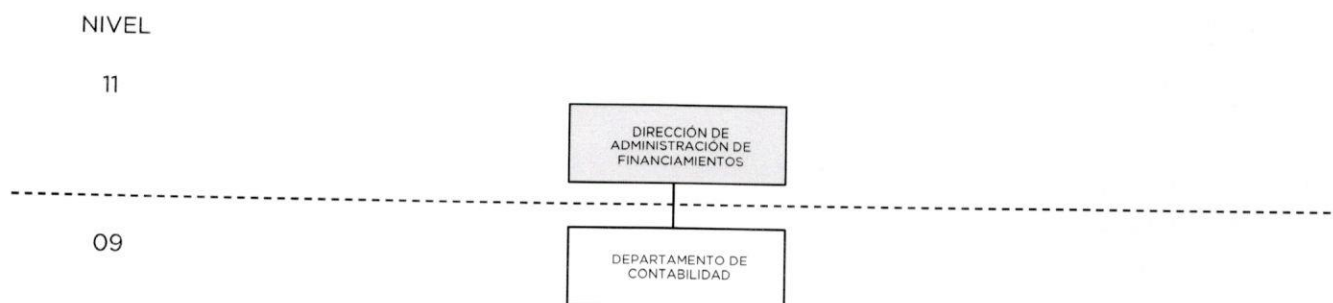 NIVEL
11
DIRECCIÓN DE
ADMINISTRACIÓN DE
FINANCIAMIENTOS
09
DEPARTAMENTO DE
CONTABILIDAD